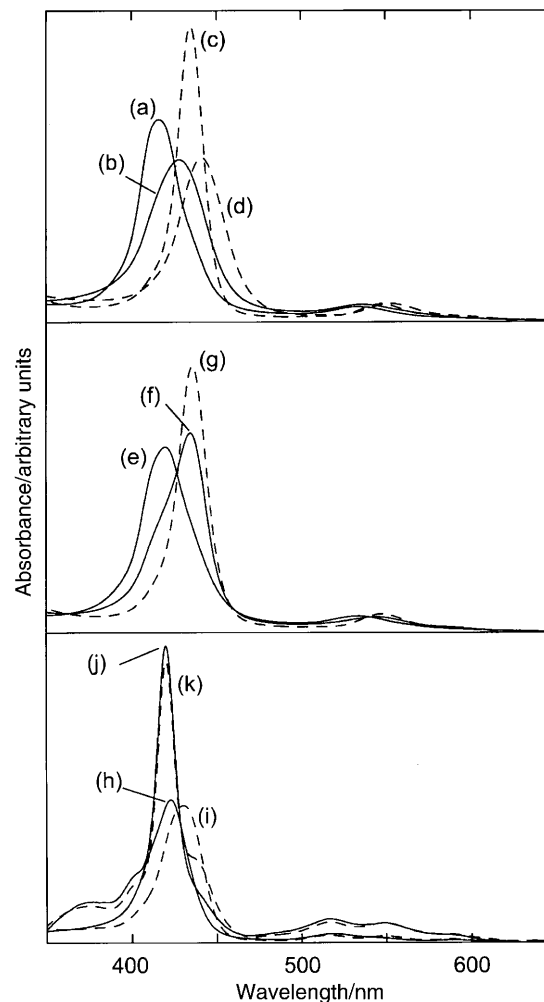 (c)
(a)
(b)
(d)
(g)
(f)
(e)
Absorbance/arbitrary units
(j)
(k)
(h)
(i)
400 500 600
Wavelength/nm